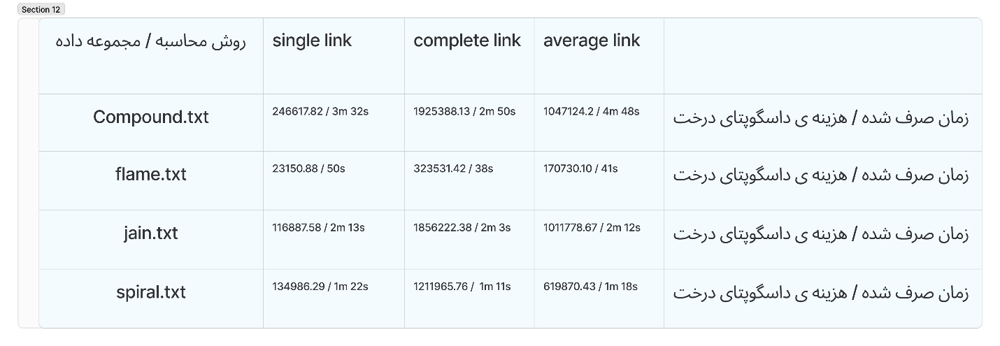 Section 12
روش محاسبه / مجموعه داده
single link
complete link
average link
Compound.txt
246617.82 / 3m 32s
1925388.13 / 2m 50s
1047124.2 / 4m 48s
زمان صرف شده / هزینه ی داسگوپتای درخت
flame.txt
23150.88 / 50s
323531.42 / 38s
170730.10 / 41s
زمان صرف شده / هزینه ی داسگوپتای درخت
jain.txt
116887.58 / 2m 13s
1856222.38 / 2m 3s
1011778.67 / 2m 12s
زمان صرف شده / هزینه ی داسگوپتای درخت
spiral.txt
134986.29 / 1m 22s
1211965.76 /  1m 11s
619870.43 / 1m 18s
زمان صرف شده / هزینه ی داسگوپتای درخت